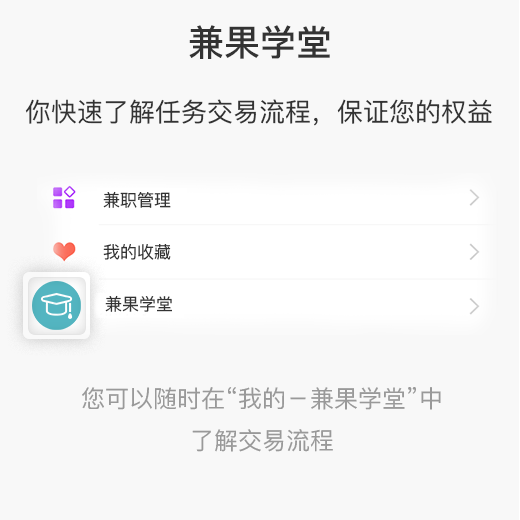 兼果学堂
你快速了解任务交易流程，保证您的权益
兼职管理
我的收藏
兼果学堂
您可以随时在“我的－兼果学堂”中
了解交易流程